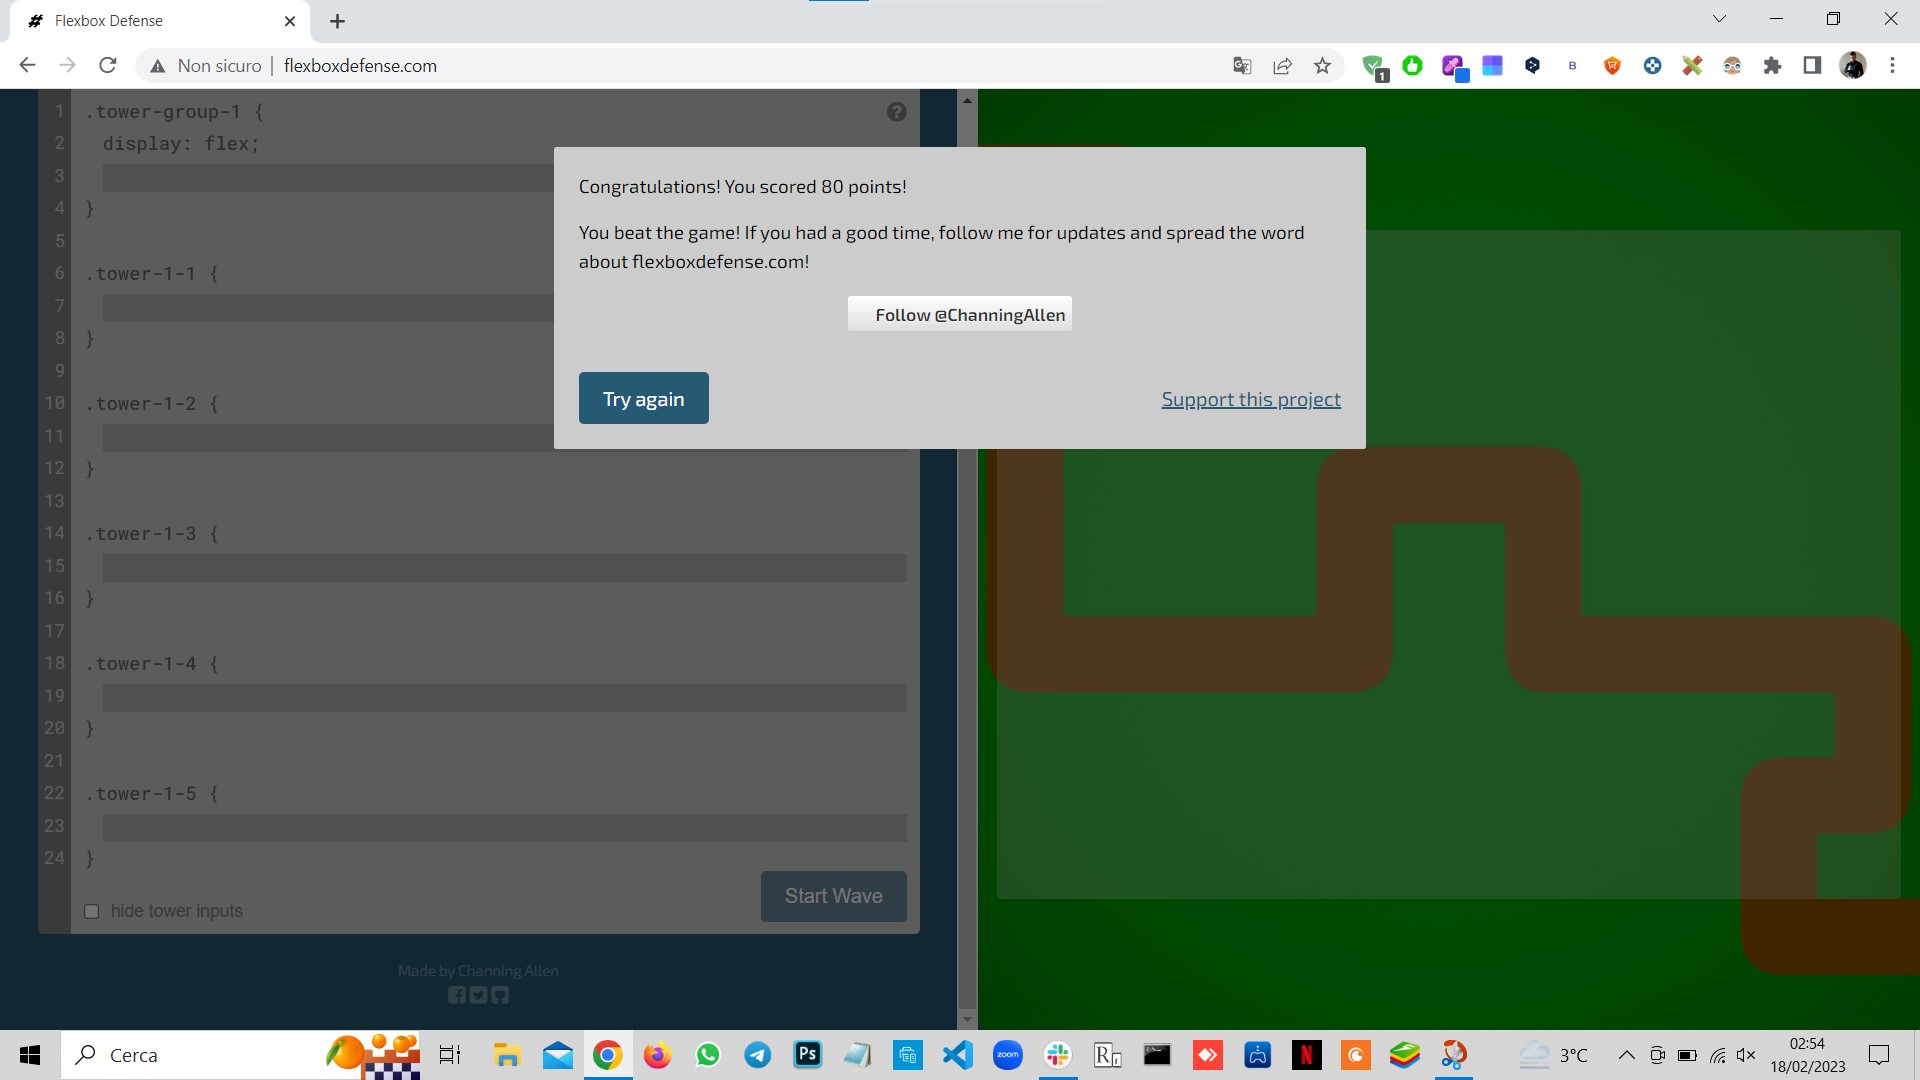 Flexbox Defense
Non sicuro
flexboxdefense.com
1
B
1 .tower-group-1 {
2 display: flex;
3
4 }
5
6 .tower-1-1 {
7
8 }
9
10 .tower-1-2 {
11
12 }
13
14 .tower-1-3 {
15
16 }
17
18 .tower-1-4 {
19
20 }
21
22 .tower-1-5 {
23
24 }
?
hide tower inputs
Start Wave
Made by Channing Allen
Congratulations! You scored 80 points!
You beat the game! If you had a good time, follow me for updates and spread the word
about flexboxdefense.com!
Follow @ChanningAllen
Try again
Support this project
Cerca
Ps
zoom
N
3°C
02:54
18/02/2023